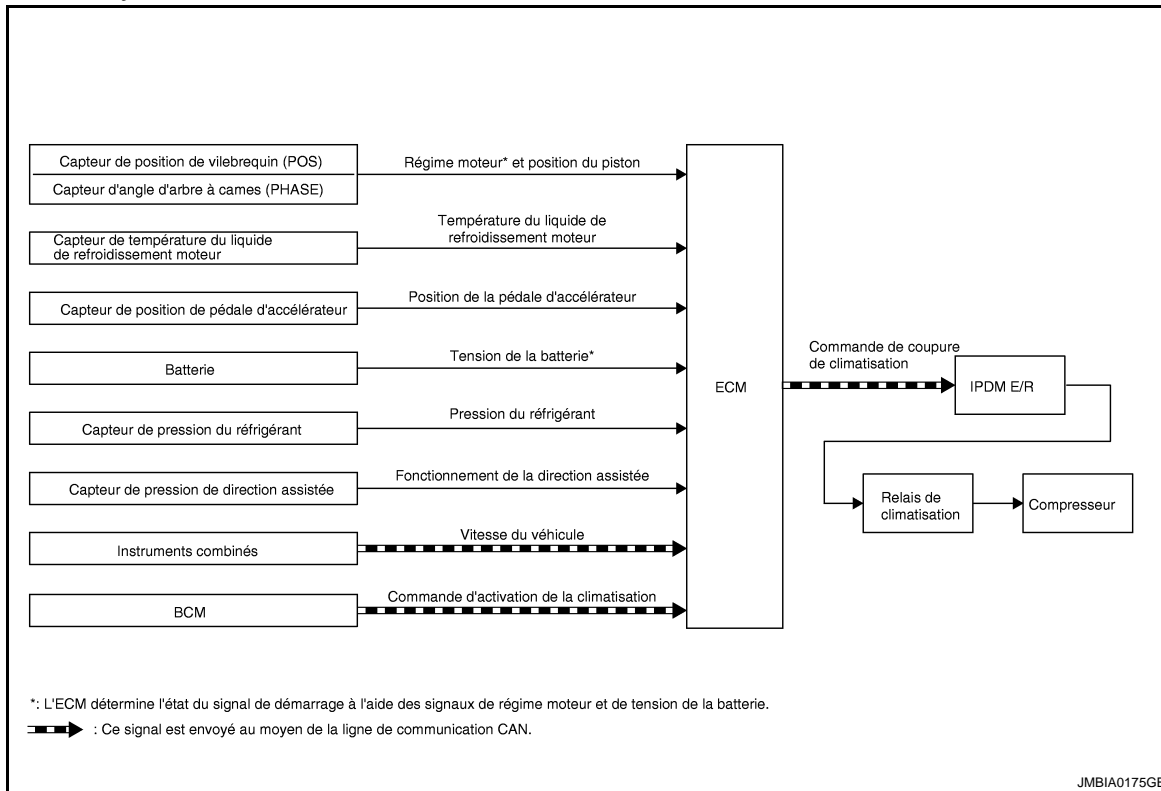 Capteur de position de vilebrequin (POS)
Capteur d'angle d'arbre à cames (PHASE)
Régime moteur* et position du piston
Capteur de température du liquide
de refroidissement moteur
Température du liquide de
refroidissement moteur
Capteur de position de pédale d'accélérateur
Position de la pédale d'accélérateur
Batterie
Tension de la batterie*
Capteur de pression du réfrigérant
Pression du réfrigérant
Capteur de pression de direction assistée
Fonctionnement de la direction assistée
Instruments combinés
Vitesse du véhicule
BCM
Commande d'activation de la climatisation
ECM
Commande de coupure
de climatisation
IPDM E/R
Relais de
climatisation
Compresseur
*: L'ECM détermine l'état du signal de démarrage à l'aide des signaux de régime moteur et de tension de la batterie.
: Ce signal est envoyé au moyen de la ligne de communication CAN.